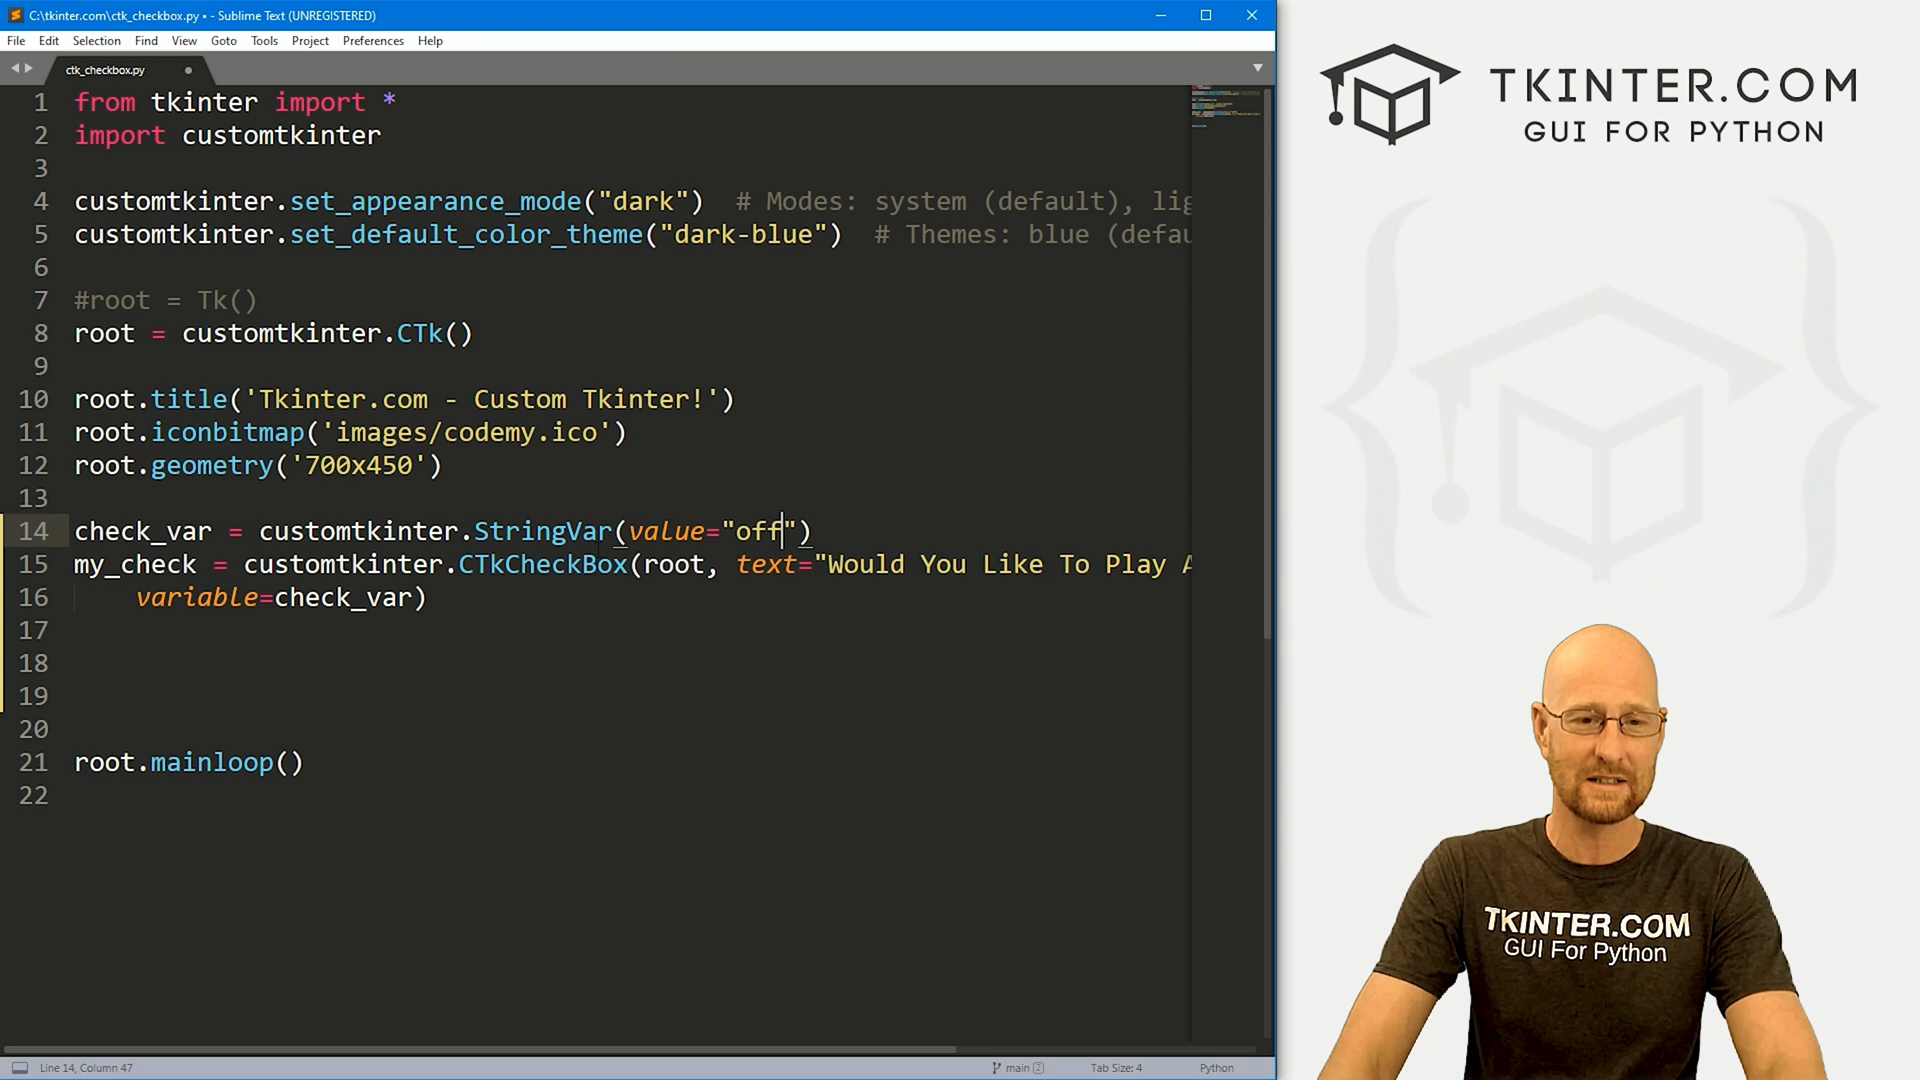 C:\tkinter.com\ctk_checkbox.py • - Sublime Text (UNREGISTERED)
File Edit Selection Find View Goto Tools Project Preferences Help
ctk_checkbox.py
1 from tkinter import *
2 import customtkinter
3
4 customtkinter.set_appearance_mode("dark")  # Modes: system (default), lig
5 customtkinter.set_default_color_theme("dark-blue")  # Themes: blue (defau
6
7 #root = Tk()
8 root = customtkinter.CTk()
9
10 root.title('Tkinter.com - Custom Tkinter!')
11 root.iconbitmap('images/codemy.ico')
12 root.geometry('700x450')
13
14 check_var = customtkinter.StringVar(value="off")
15 my_check = customtkinter.CTkCheckBox(root, text="Would You Like To Play A
16 variable=check_var)
17
18
19
20
21 root.mainloop()
22
Line 14, Column 47
main 2
Tab Size: 4
Python
TKINTER.COM
GUI FOR PYTHON
TKINTER.COM
GUI For Python